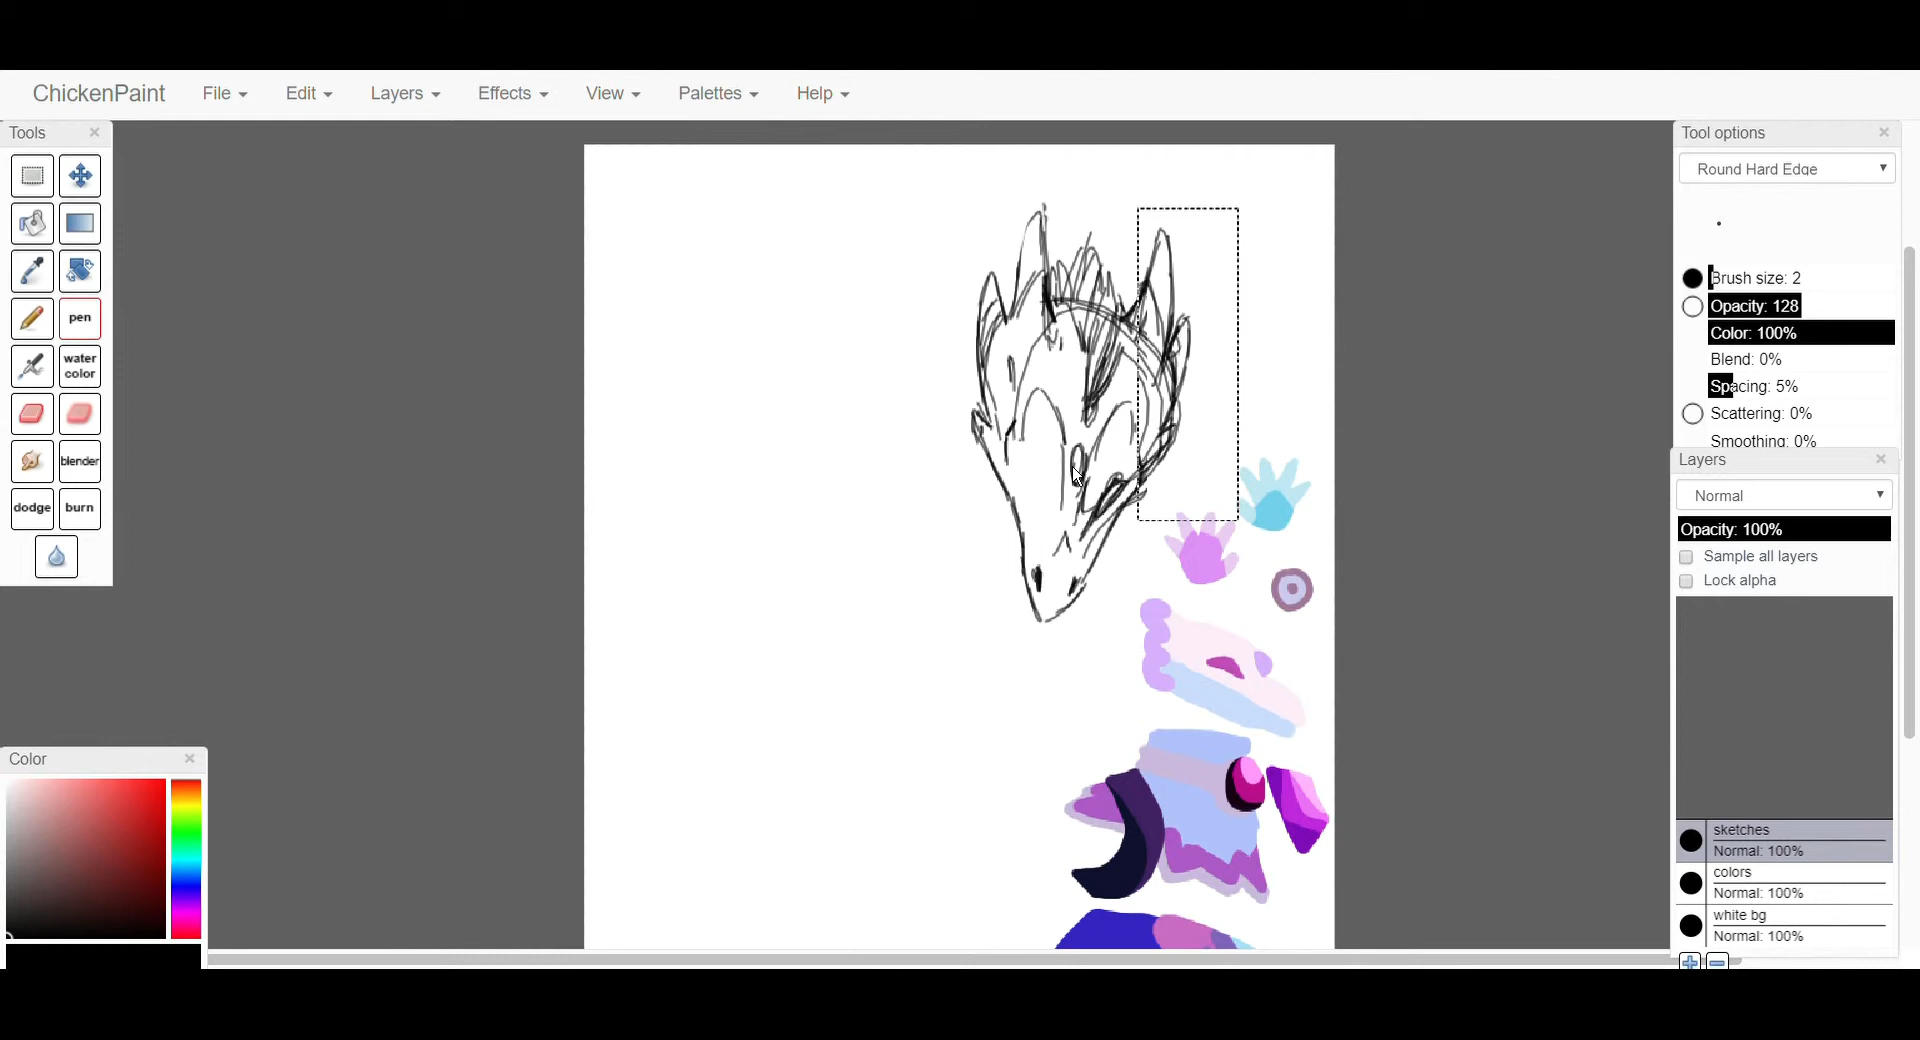 ChickenPaint File Edit Layers Effects View Palettes Help
Tools
pen
water
color
blender
dodge burn
Color
Tool options
Round Hard Edge
Brush size: 2
Opacity: 128
Color: 100%
Blend: 0%
Spacing: 5%
Scattering: 0%
Smoothing: 0%
Layers
Normal
Opacity: 100%
Sample all layers
Lock alpha
sketches
Normal: 100%
colors
Normal: 100%
white bg
Normal: 100%